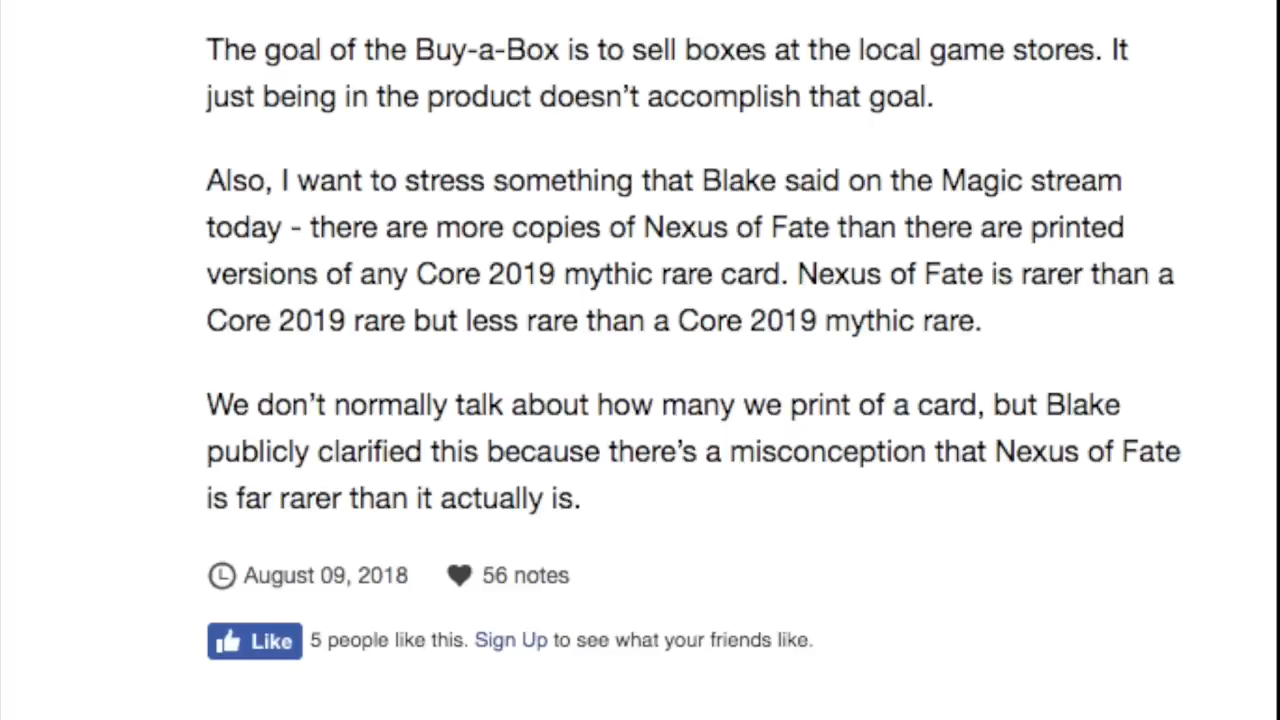 The goal of the Buy-a-Box is to sell boxes at the local game stores. It
just being in the product doesn’t accomplish that goal.
Also, I want to stress something that Blake said on the Magic stream
today - there are more copies of Nexus of Fate than there are printed
versions of any Core 2019 mythic rare card. Nexus of Fate is rarer than a
Core 2019 rare but less rare than a Core 2019 mythic rare.
We don’t normally talk about how many we print of a card, but Blake
publicly clarified this because there’s a misconception that Nexus of Fate
is far rarer than it actually is.
August 09, 2018 56 notes
Like 5 people like this. Sign Up to see what your friends like.